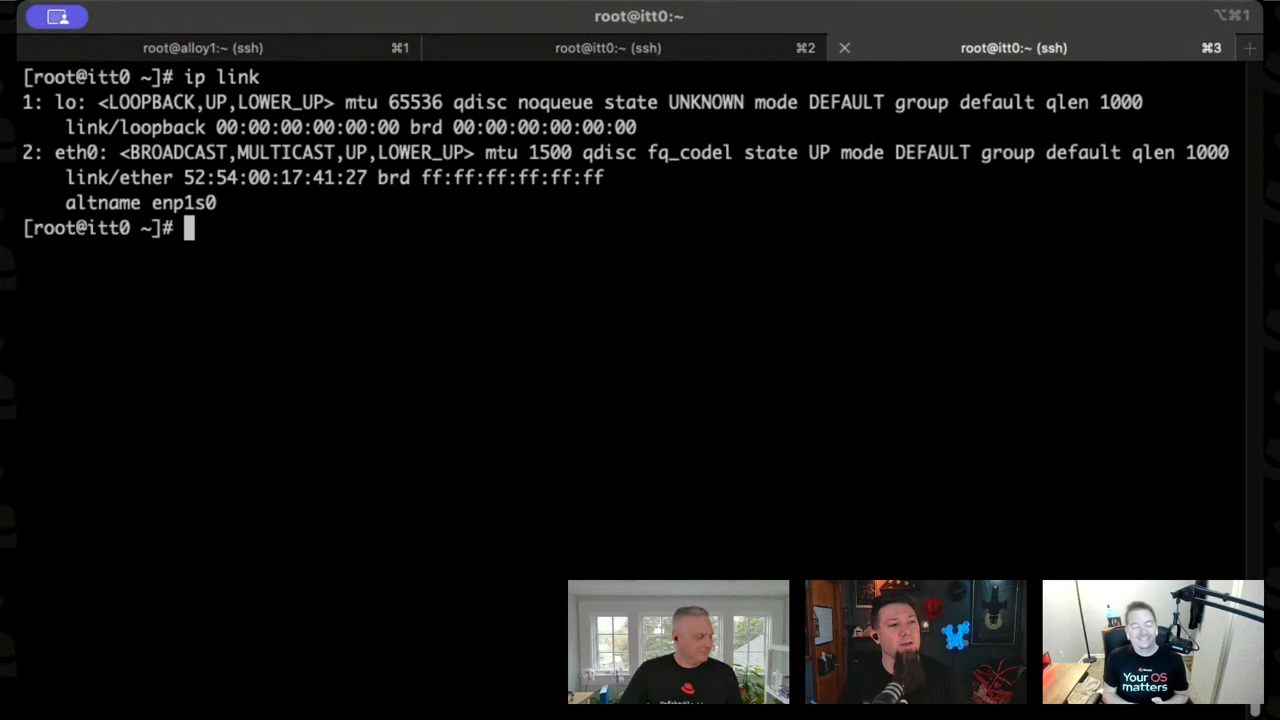 root@itt0:~
⌥⌘1
root@alloy1:~ (ssh) ⌘1
root@itt0:~ (ssh) ⌘2
root@itt0:~ (ssh) ⌘3
[root@itt0 ~]# ip link
1: lo: <LOOPBACK,UP,LOWER_UP> mtu 65536 qdisc noqueue state UNKNOWN mode DEFAULT group default qlen 1000
link/loopback 00:00:00:00:00:00 brd 00:00:00:00:00:00
2: eth0: <BROADCAST,MULTICAST,UP,LOWER_UP> mtu 1500 qdisc fq_codel state UP mode DEFAULT group default qlen 1000
link/ether 52:54:00:17:41:27 brd ff:ff:ff:ff:ff:ff
altname enp1s0
[root@itt0 ~]#
Your OS
matters